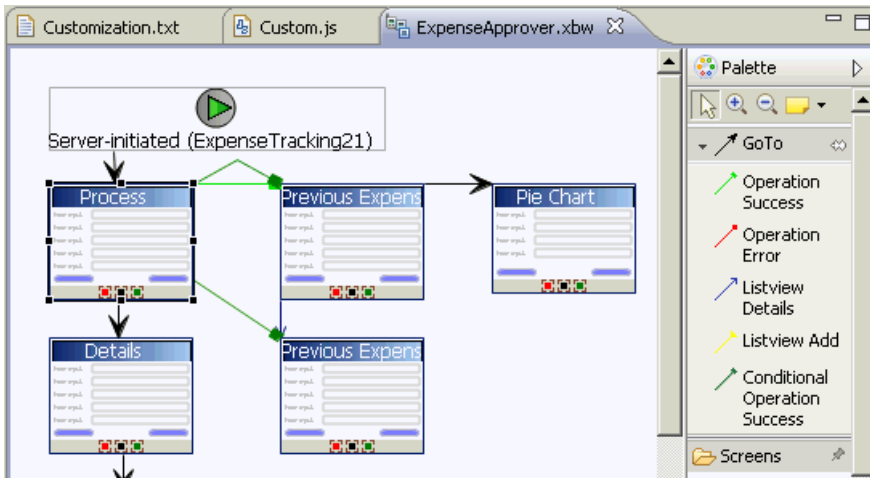 Customization.txt
Custom.js
ExpenseApprover.xbw
Palette
Server-initiated (ExpenseTracking21)
GoTo
Process
Previous Expens
Pie Chart
Operation
Success
Operation
Error
Listview
Details
Listview Add
Details
Previous Expens
Conditional
Operation
Success
Screens